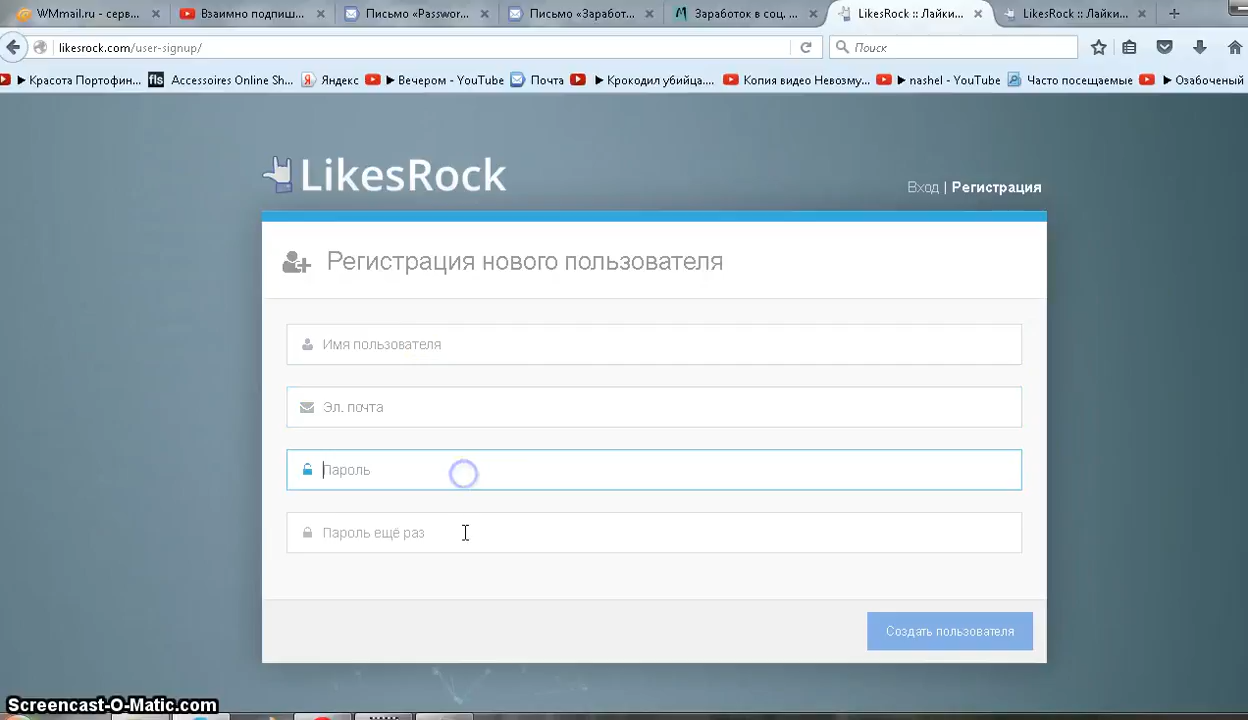 WMmail.ru - серв...
Взаимно подпиш...
Письмо «Passwor...
Письмо «Заработ...
Заработок в соц. ...
LikesRock :: Лайки...
LikesRock :: Лайки...
likesrock.com/user-signup/
Поиск
Красота Портофин...
fls Accessoires Online Sh...
Яндекс
Вечером - YouTube
Почта
Крокодил убийца....
Копия видео Невозму...
nashel - YouTube
Часто посещаемые
Озабоченый
LikesRock
Вход | Регистрация
Регистрация нового пользователя
Имя пользователя
Эл. почта
Пароль
Пароль ещё раз
Создать пользователя
Screencast-O-Matic.com